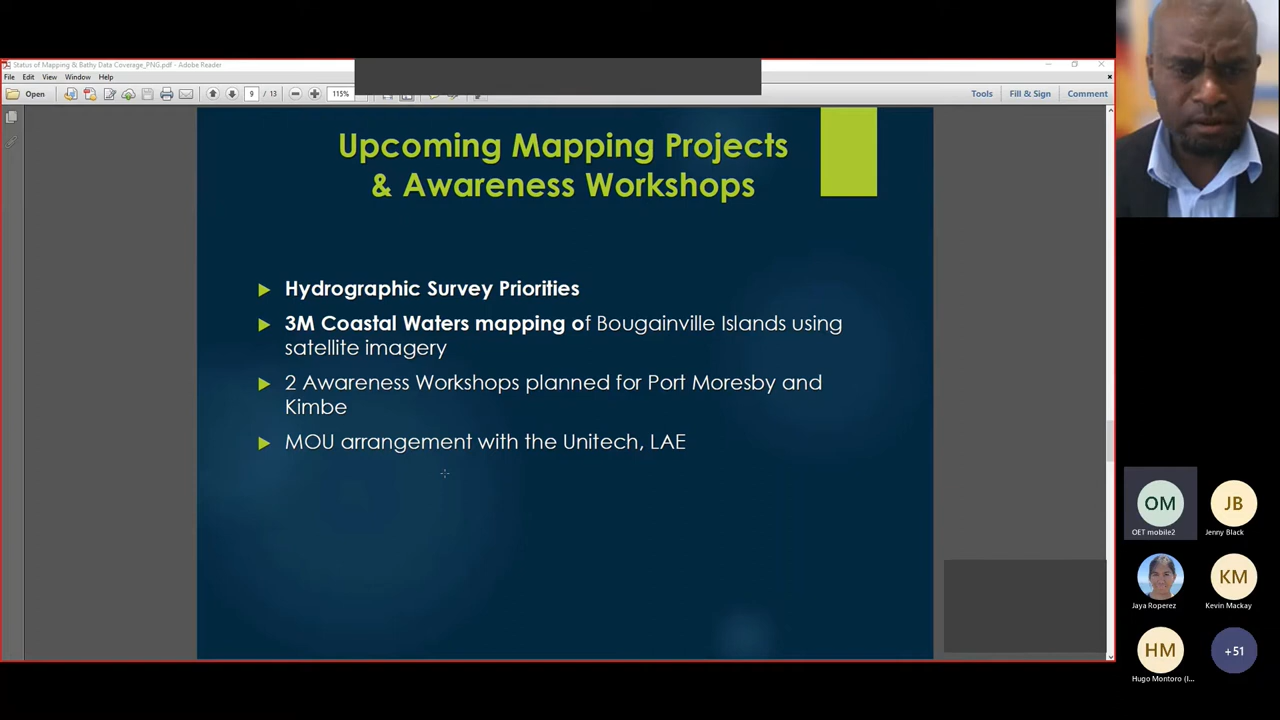 Status of Mapping & Bathy Data Coverage_PNG.pdf - Adobe Reader
File Edit View Window Help
Open 9 / 13 115% Tools Fill & Sign Comment
Upcoming Mapping Projects
& Awareness Workshops
Hydrographic Survey Priorities
3M Coastal Waters mapping of Bougainville Islands using
satellite imagery
2 Awareness Workshops planned for Port Moresby and
Kimbe
MOU arrangement with the Unitech, LAE
OM JB
OET mobile2 Jenny Black
KM
Jaya Roperez Kevin Mackay
HM +51
Hugo Montoro (I...